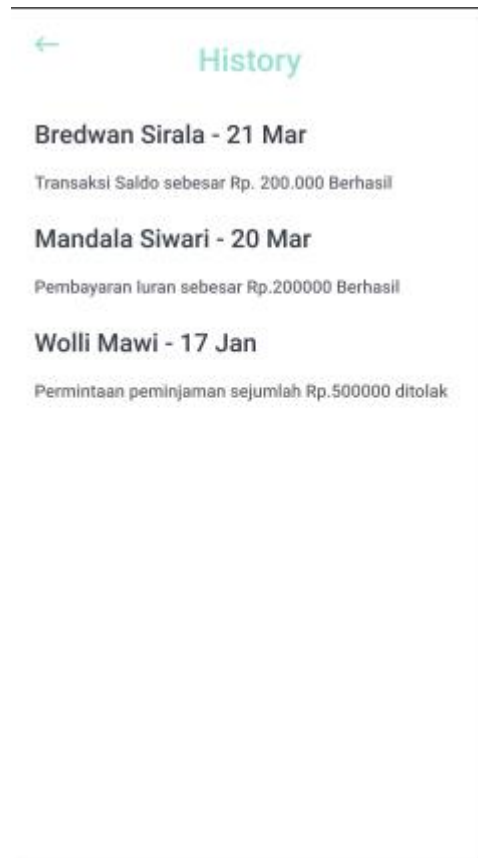 History
Bredwan Sirala - 21 Mar
Transaksi Saldo sebesar Rp. 200.000 Berhasil
Mandala Siwari - 20 Mar
Pembayaran Iuran sebesar Rp.200000 Berhasil
Wolli Mawi - 17 Jan
Permintaan peminjaman sejumlah Rp.500000 ditolak